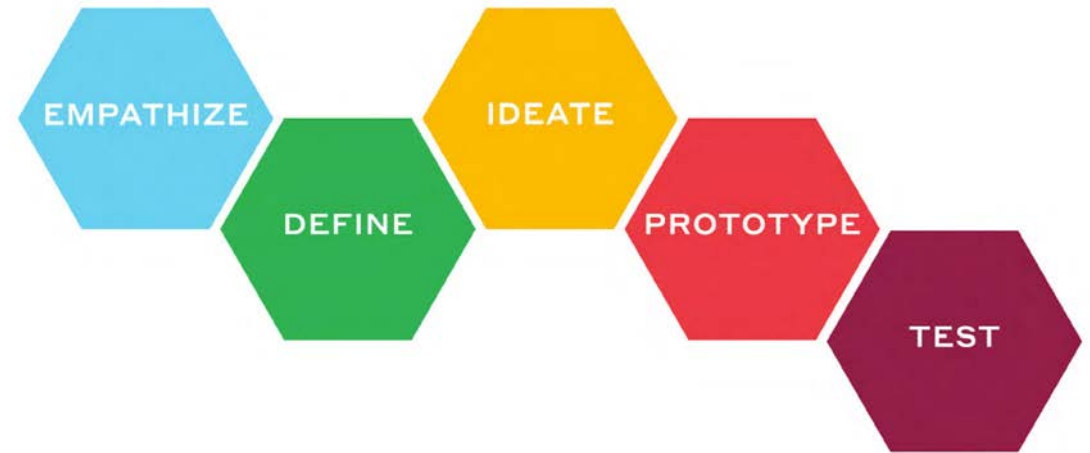 EMPATHIZE
DEFINE
IDEATE
PROTOTYPE
TEST